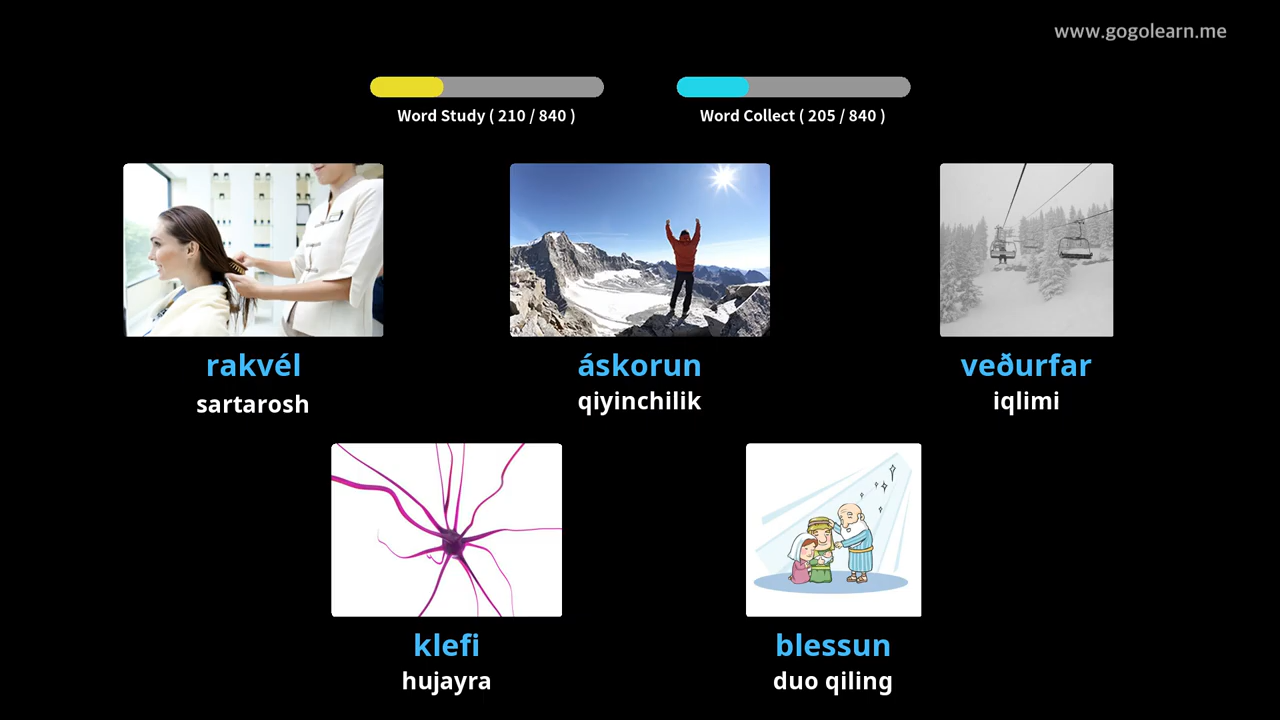 www.gogolearn.me
Word Study ( 210 / 840 )
Word Collect ( 205 / 840 )
rakvél
sartarosh
áskorun
qiyinchilik
veðurfar
iqlimi
klefi
hujayra
blessun
duo qiling